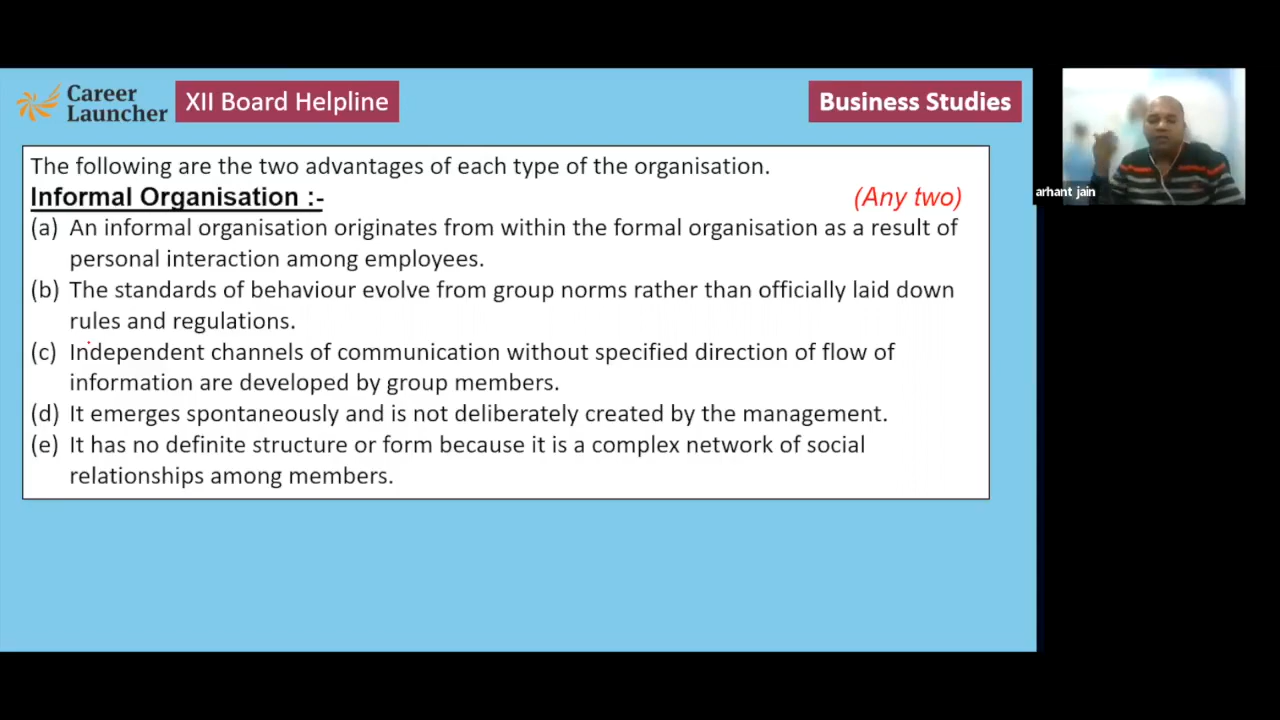 Career
Launcher
XII Board Helpline
Business Studies
arhant jain
The following are the two advantages of each type of the organisation.
Informal Organisation :-
(Any two)
(a) An informal organisation originates from within the formal organisation as a result of
personal interaction among employees.
(b) The standards of behaviour evolve from group norms rather than officially laid down
rules and regulations.
(c) Independent channels of communication without specified direction of flow of
information are developed by group members.
(d) It emerges spontaneously and is not deliberately created by the management.
(e) It has no definite structure or form because it is a complex network of social
relationships among members.